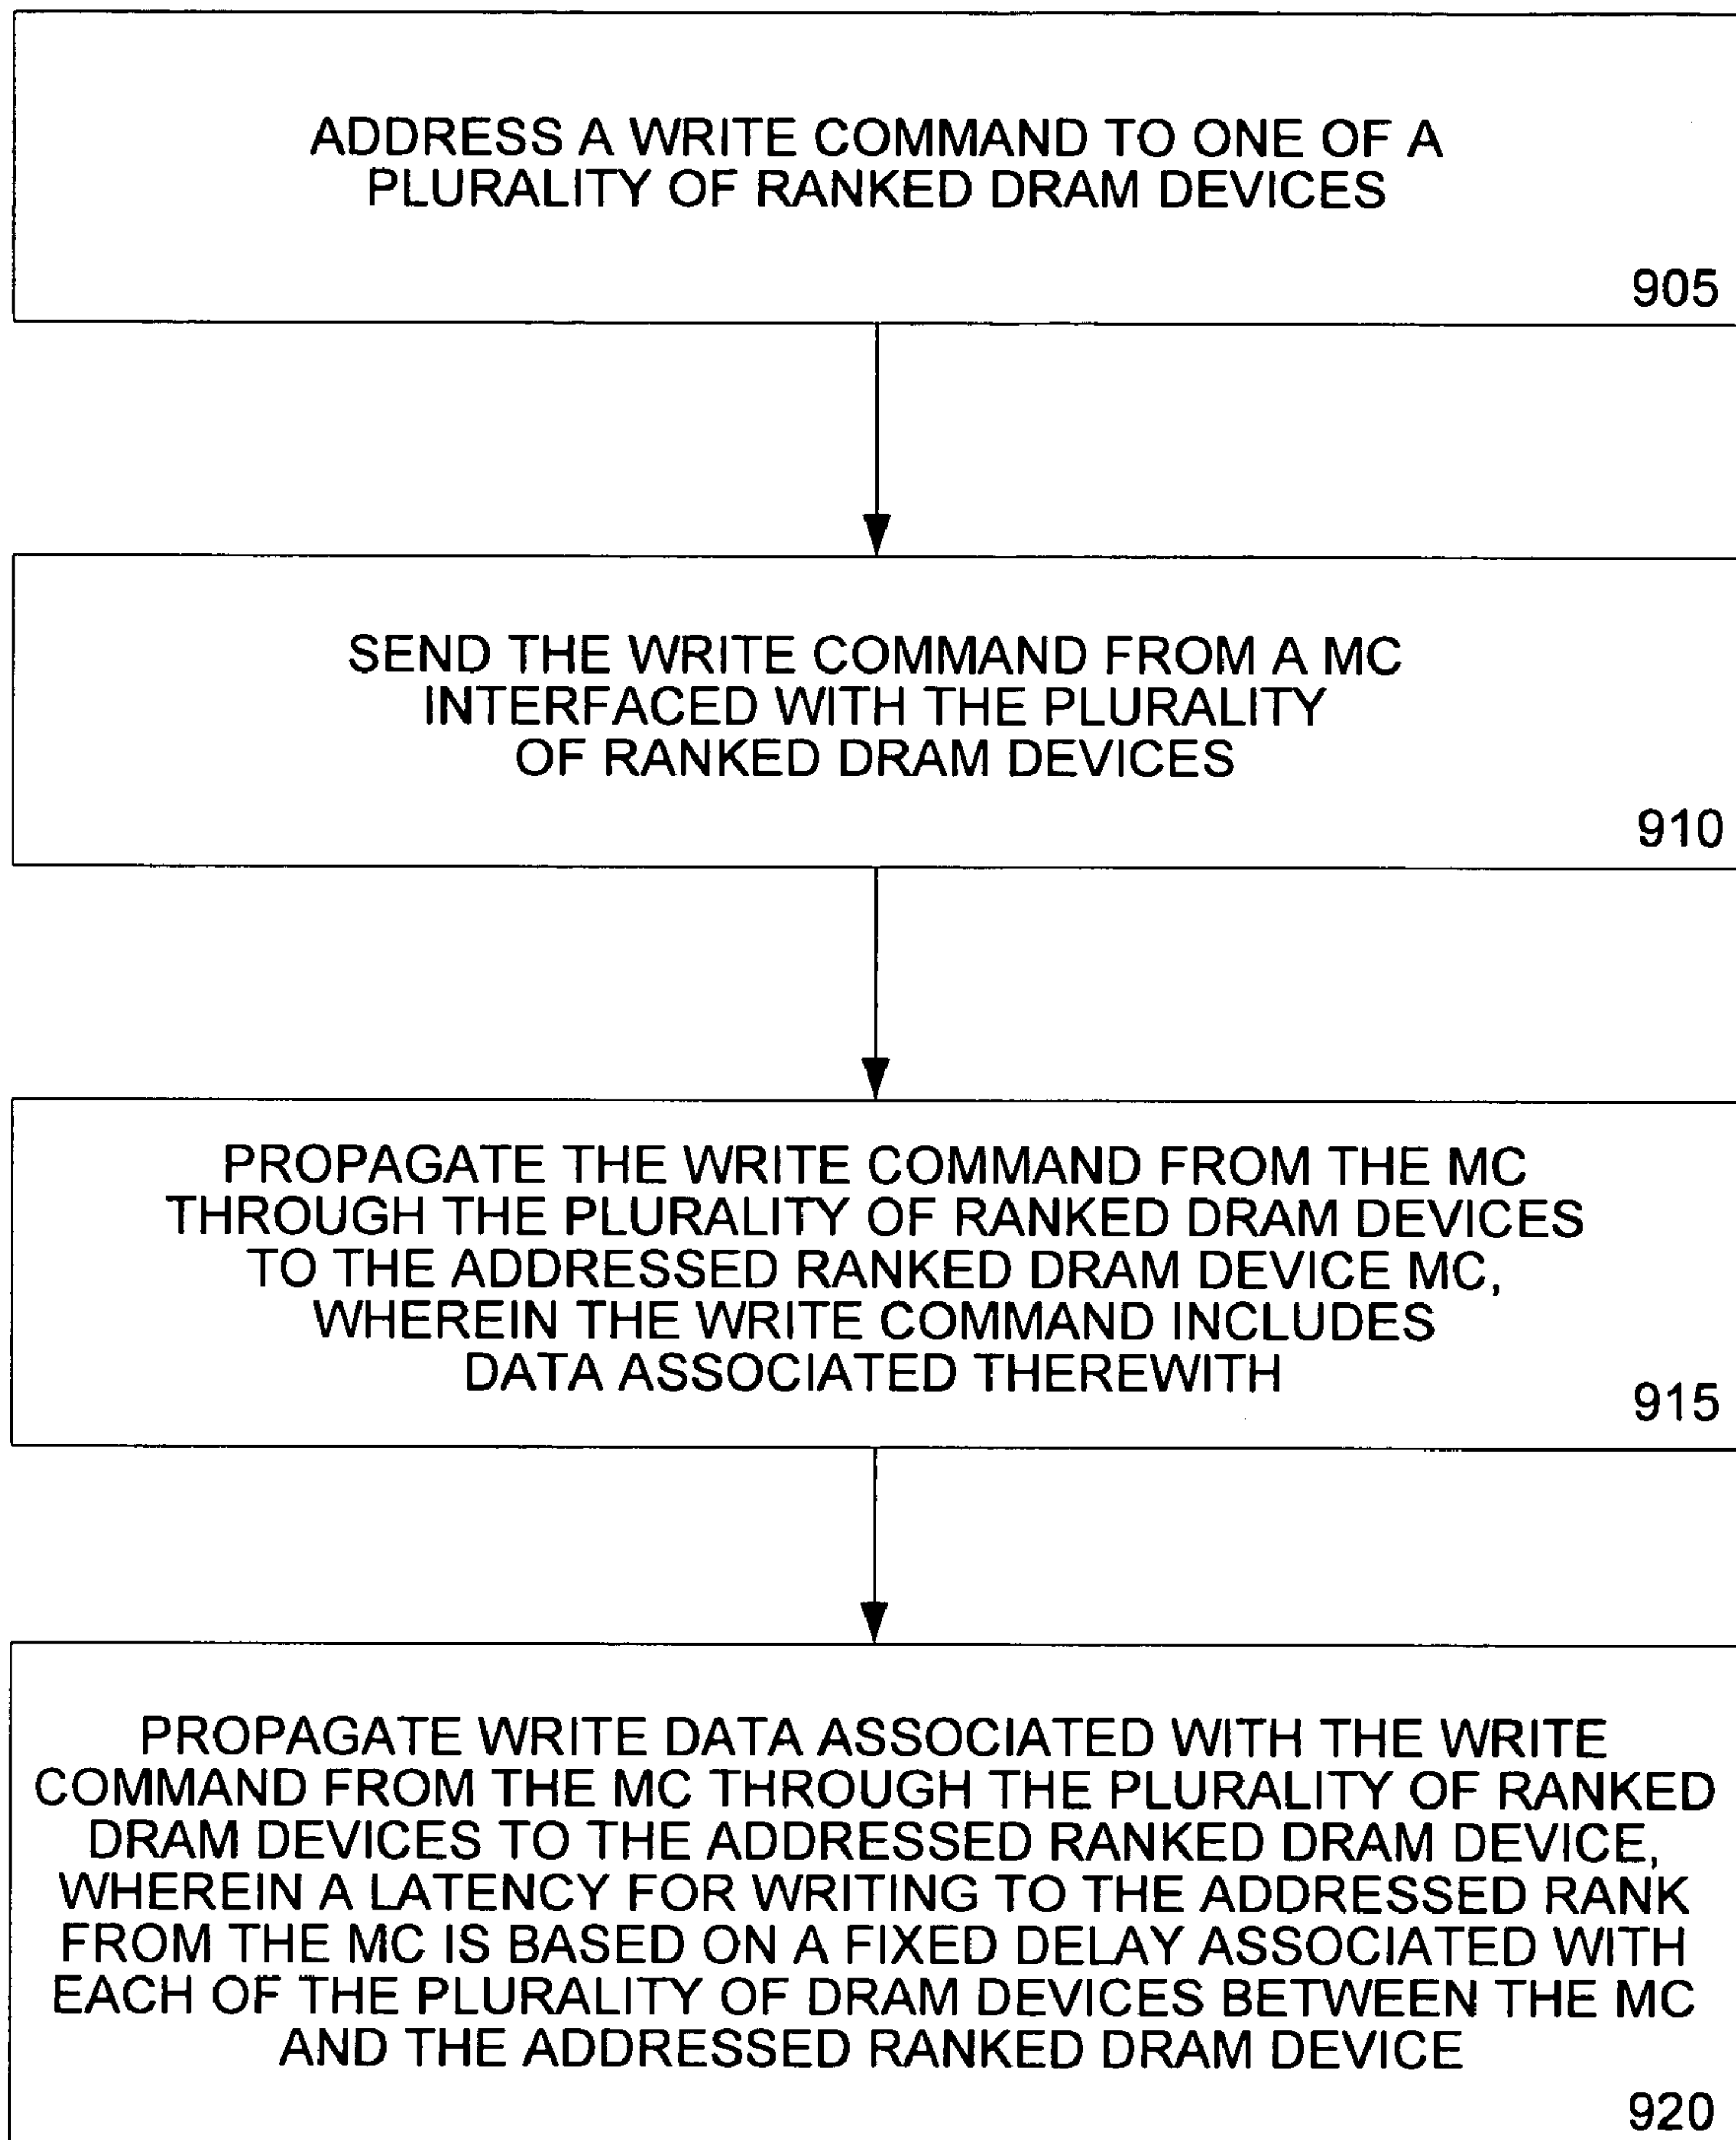 ADDRESS A WRITE COMMAND TO ONE OF A
PLURALITY OF RANKED DRAM DEVICES
905
SEND THE WRITE COMMAND FROM A MC
INTERFACED WITH THE PLURALITY
OF RANKED DRAM DEVICES
910
PROPAGATE THE WRITE COMMAND FROM THE MC
THROUGH THE PLURALITY OF RANKED DRAM DEVICES
TO THE ADDRESSED RANKED DRAM DEVICE MC,
WHEREIN THE WRITE COMMAND INCLUDES
DATA ASSOCIATED THEREWITH
915
PROPAGATE WRITE DATA ASSOCIATED WITH THE WRITE
COMMAND FROM THE MC THROUGH THE PLURALITY OF RANKED
DRAM DEVICES TO THE ADDRESSED RANKED DRAM DEVICE,
WHEREIN A LATENCY FOR WRITING TO THE ADDRESSED RANK
FROM THE MC IS BASED ON A FIXED DELAY ASSOCIATED WITH
EACH OF THE PLURALITY OF DRAM DEVICES BETWEEN THE MC
AND THE ADDRESSED RANKED DRAM DEVICE
920